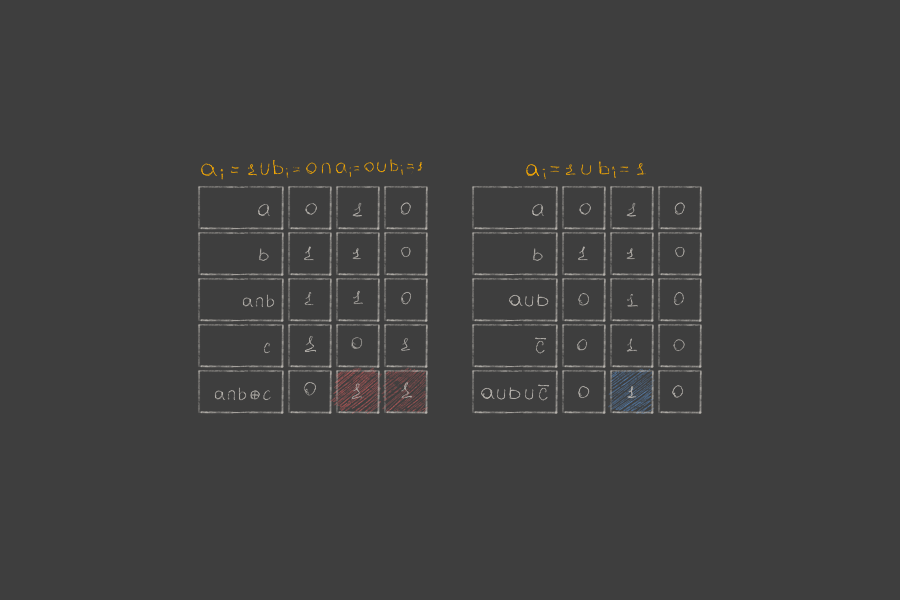 aᵢ = 1 ∪ bᵢ = 0 ∩ aᵢ = 0 ∪ bᵢ = 1
a 0 1 0
b 1 1 0
a∩b 1 1 0
c 1 0 1
a∩b⊕c 0 1 1
aᵢ = 1 ∪ bᵢ = 1
a 0 1 0
b 1 1 0
a∪b 0 1 0
c̅ 0 1 0
a∪b∪c̅ 0 1 0